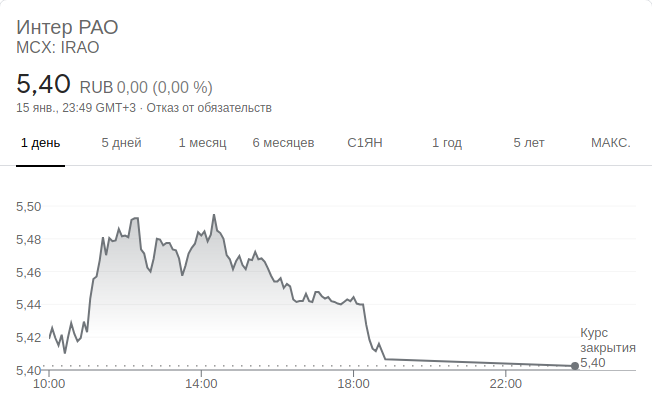 Интер РАО
MCX: IRAO
5,40 RUB 0,00 (0,00 %)
15 янв., 23:49 GMT+3 · Отказ от обязательств
1 день 5 дней 1 месяц 6 месяцев С1ЯН 1 год 5 лет МАКС.
5,50
5,48
5,46
5,44
5,42
5,40
Курс
закрытия
5,40
10:00 14:00 18:00 22:00